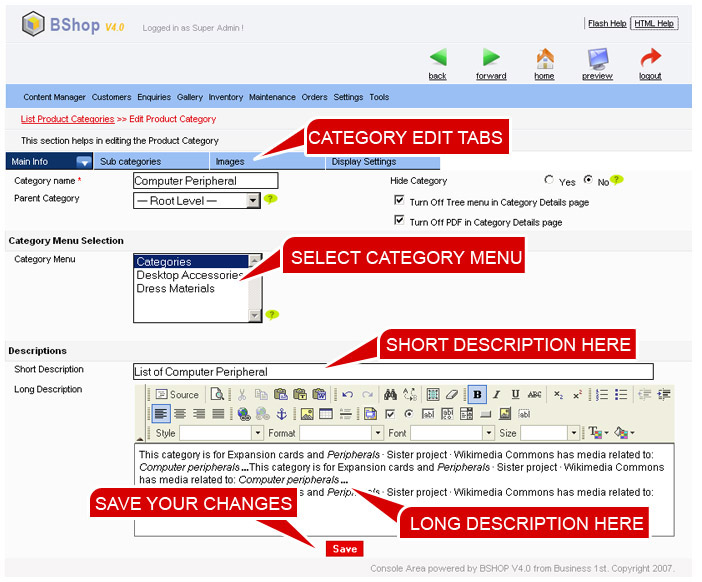 BShop V4.0
Logged in as Super Admin !
Flash Help HTML Help
back forward home preview logout
Content Manager Customers Enquiries Gallery Inventory Maintenance Orders Settings Tools
List Product Categories >> Edit Product Category
This section helps in editing the Product Category
CATEGORY EDIT TABS
Main Info Sub categories Images Display Settings
Category name * Computer Peripheral
Hide Category Yes No ?
Parent Category — Root Level — ?
Turn Off Tree menu in Category Details page
Turn Off PDF in Category Details page
Category Menu Selection
Category Menu
Categories
Desktop Accessories
Dress Materials
?
SELECT CATEGORY MENU
SHORT DESCRIPTION HERE
Descriptions
Short Description List of Computer Peripheral
Long Description
Source B I U ABC x₂ x²
Style Format Font Size
This category is for Expansion cards and Peripherals · Sister project · Wikimedia Commons has media related to:
Computer peripherals ...This category is for Expansion cards and Peripherals · Sister project · Wikimedia Commons
has media related to: Computer peripherals ...
s and Peripherals · Sister project · Wikimedia Commons has media related to:
SAVE YOUR CHANGES
LONG DESCRIPTION HERE
Save
Console Area powered by BSHOP V4.0 from Business 1st. Copyright 2007.